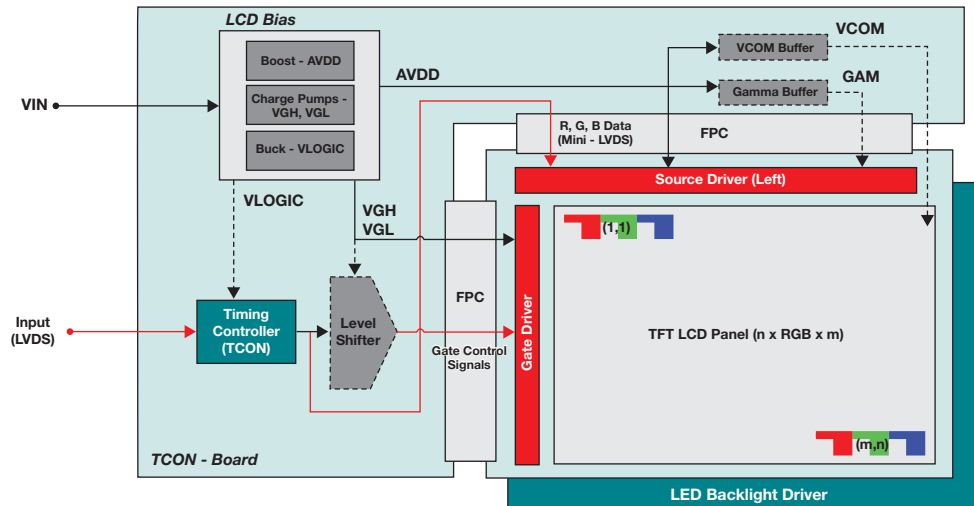 LCD Bias
VCOM
Boost - AVDD
VCOM Buffer
AVDD
GAM
VIN
Charge Pumps -
VGH, VGL
Gamma Buffer
R, G, B Data
(Mini - LVDS)
FPC
Buck - VLOGIC
Source Driver (Left)
VLOGIC
VGH
VGL
(1,1)
FPC
Gate Driver
Input
(LVDS)
Timing
Controller
(TCON)
Level
Shifter
TFT LCD Panel (n x RGB x m)
Gate Control
Signals
(m,n)
TCON - Board
LED Backlight Driver